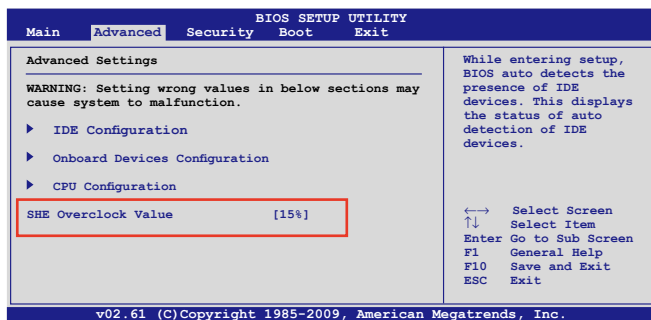 BIOS SETUP UTILITY
Main Advanced Security Boot Exit
Advanced Settings
WARNING: Setting wrong values in below sections may
cause system to malfunction.
IDE Configuration
Onboard Devices Configuration
CPU Configuration
SHE Overclock Value [15%]
While entering setup,
BIOS auto detects the
presence of IDE
devices. This displays
the status of auto
detection of IDE
devices.
←→ Select Screen
↑↓ Select Item
Enter Go to Sub Screen
F1 General Help
F10 Save and Exit
ESC Exit
v02.61 (C)Copyright 1985-2009, American Megatrends, Inc.